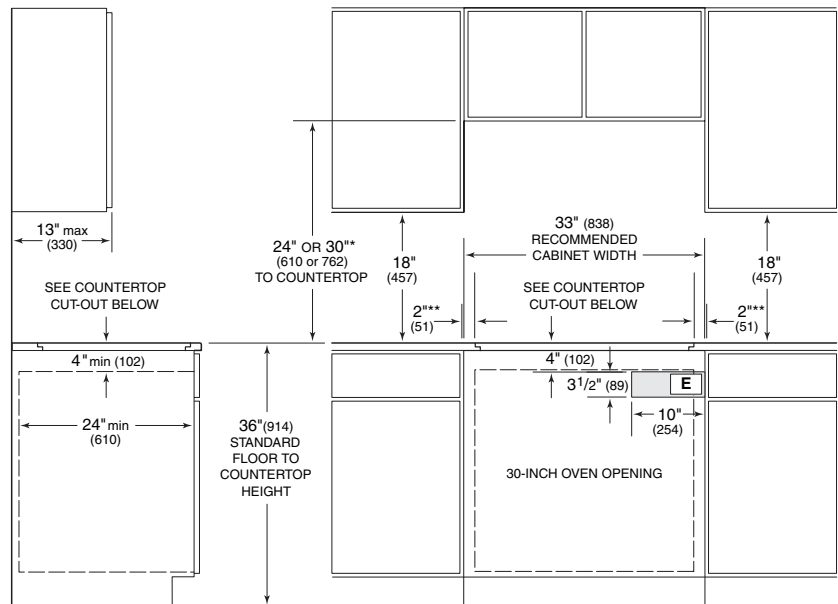 13" max
(330)
24" OR 30"*
(610 or 762)
TO COUNTERTOP
18"
(457)
33" (838)
RECOMMENDED
CABINET WIDTH
18"
(457)
SEE COUNTERTOP
CUT-OUT BELOW
2"**
(51)
SEE COUNTERTOP
CUT-OUT BELOW
2"**
(51)
4" min (102)
4" (102)
3 1/2" (89)
E
24" min
(610)
36" (914)
STANDARD
FLOOR TO
COUNTERTOP
HEIGHT
10"
(254)
30-INCH OVEN OPENING